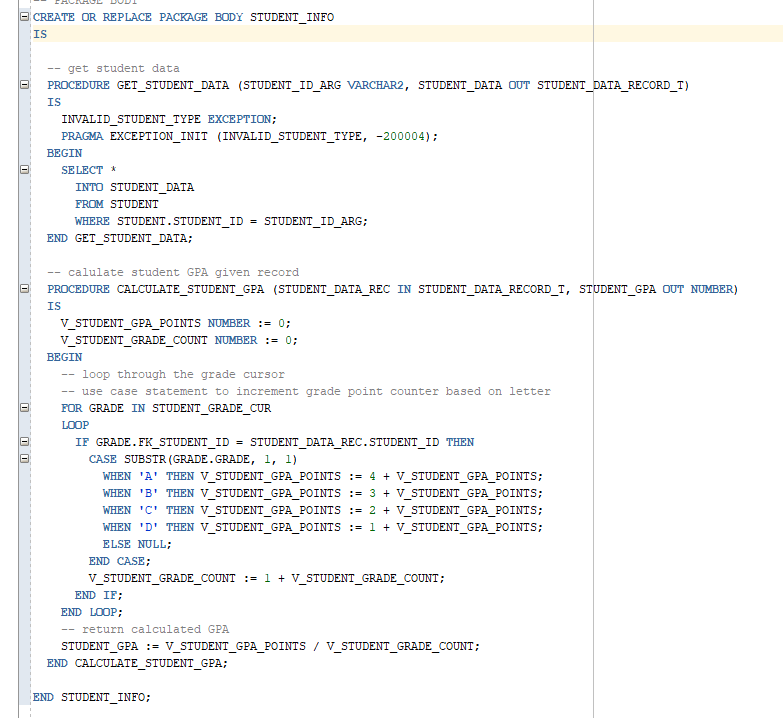 -- PACKAGE BODY
CREATE OR REPLACE PACKAGE BODY STUDENT_INFO
IS
-- get student data
PROCEDURE GET_STUDENT_DATA (STUDENT_ID_ARG VARCHAR2, STUDENT_DATA OUT STUDENT_DATA_RECORD_T)
IS
INVALID_STUDENT_TYPE EXCEPTION;
PRAGMA EXCEPTION_INIT (INVALID_STUDENT_TYPE, -200004);
BEGIN
SELECT *
INTO STUDENT_DATA
FROM STUDENT
WHERE STUDENT.STUDENT_ID = STUDENT_ID_ARG;
END GET_STUDENT_DATA;
-- calulate student GPA given record
PROCEDURE CALCULATE_STUDENT_GPA (STUDENT_DATA_REC IN STUDENT_DATA_RECORD_T, STUDENT_GPA OUT NUMBER)
IS
V_STUDENT_GPA_POINTS NUMBER := 0;
V_STUDENT_GRADE_COUNT NUMBER := 0;
BEGIN
-- loop through the grade cursor
-- use case statement to increment grade point counter based on letter
FOR GRADE IN STUDENT_GRADE_CUR
LOOP
IF GRADE.FK_STUDENT_ID = STUDENT_DATA_REC.STUDENT_ID THEN
CASE SUBSTR(GRADE.GRADE, 1, 1)
WHEN 'A' THEN V_STUDENT_GPA_POINTS := 4 + V_STUDENT_GPA_POINTS;
WHEN 'B' THEN V_STUDENT_GPA_POINTS := 3 + V_STUDENT_GPA_POINTS;
WHEN 'C' THEN V_STUDENT_GPA_POINTS := 2 + V_STUDENT_GPA_POINTS;
WHEN 'D' THEN V_STUDENT_GPA_POINTS := 1 + V_STUDENT_GPA_POINTS;
ELSE NULL;
END CASE;
V_STUDENT_GRADE_COUNT := 1 + V_STUDENT_GRADE_COUNT;
END IF;
END LOOP;
-- return calculated GPA
STUDENT_GPA := V_STUDENT_GPA_POINTS / V_STUDENT_GRADE_COUNT;
END CALCULATE_STUDENT_GPA;
END STUDENT_INFO;